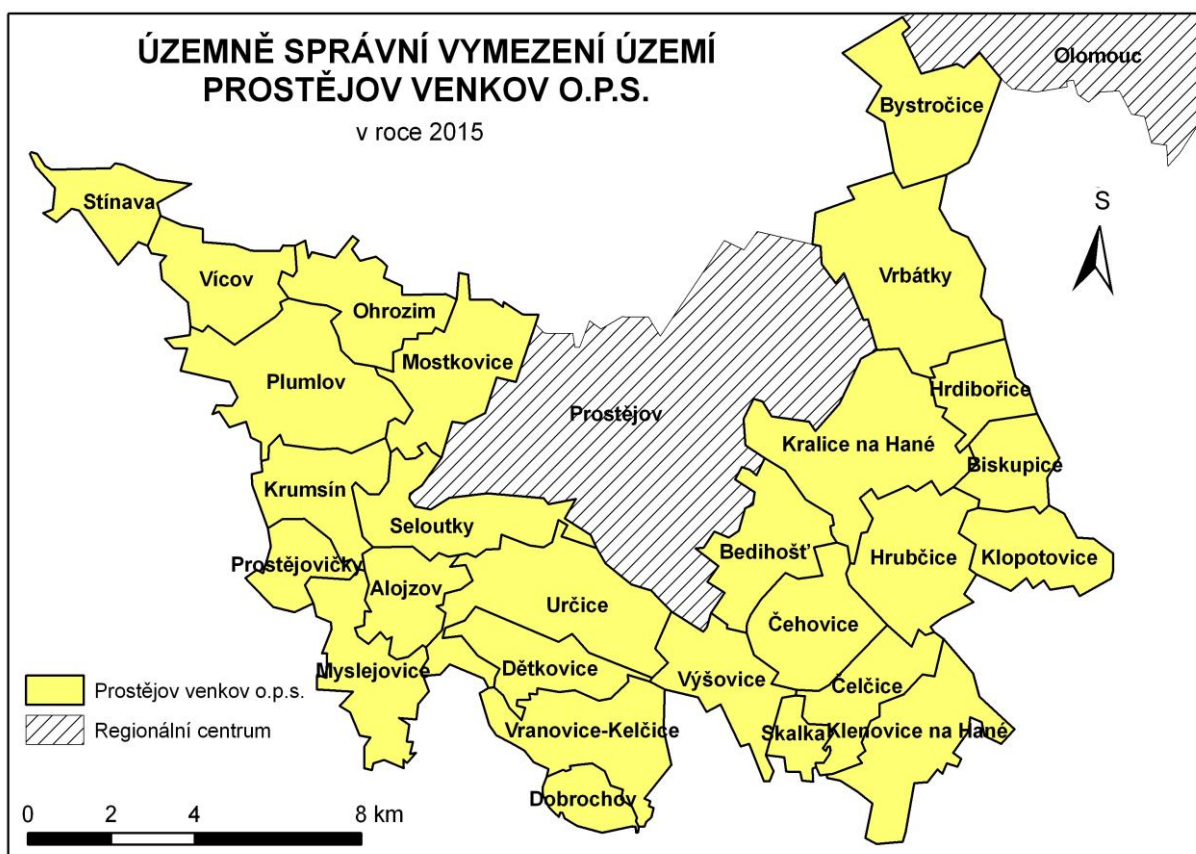 ÚZEMNĚ SPRÁVNÍ VYMEZENÍ ÚZEMÍ
PROSTĚJOV VENKOV O.P.S.
v roce 2015
Olomouc
Bystročice
S
Stínava
Vrbátky
Vícov
Ohrozim
Mostkovice
Plumlov
Hrdibořice
Prostějov
Kralice na Hané
Biskupice
Krumsín
Seloutky
Bedihošť
Hrubčice
Klopotovice
Prostějovičky
Alojzov
Určice
Čehovice
Myslejovice
Dětkovice
Výšovice
Čelčice
Vranovice-Kelčice
Skalka
Klenovice na Hané
Dobrochov
Prostějov venkov o.p.s.
Regionální centrum
0 2 4 8 km